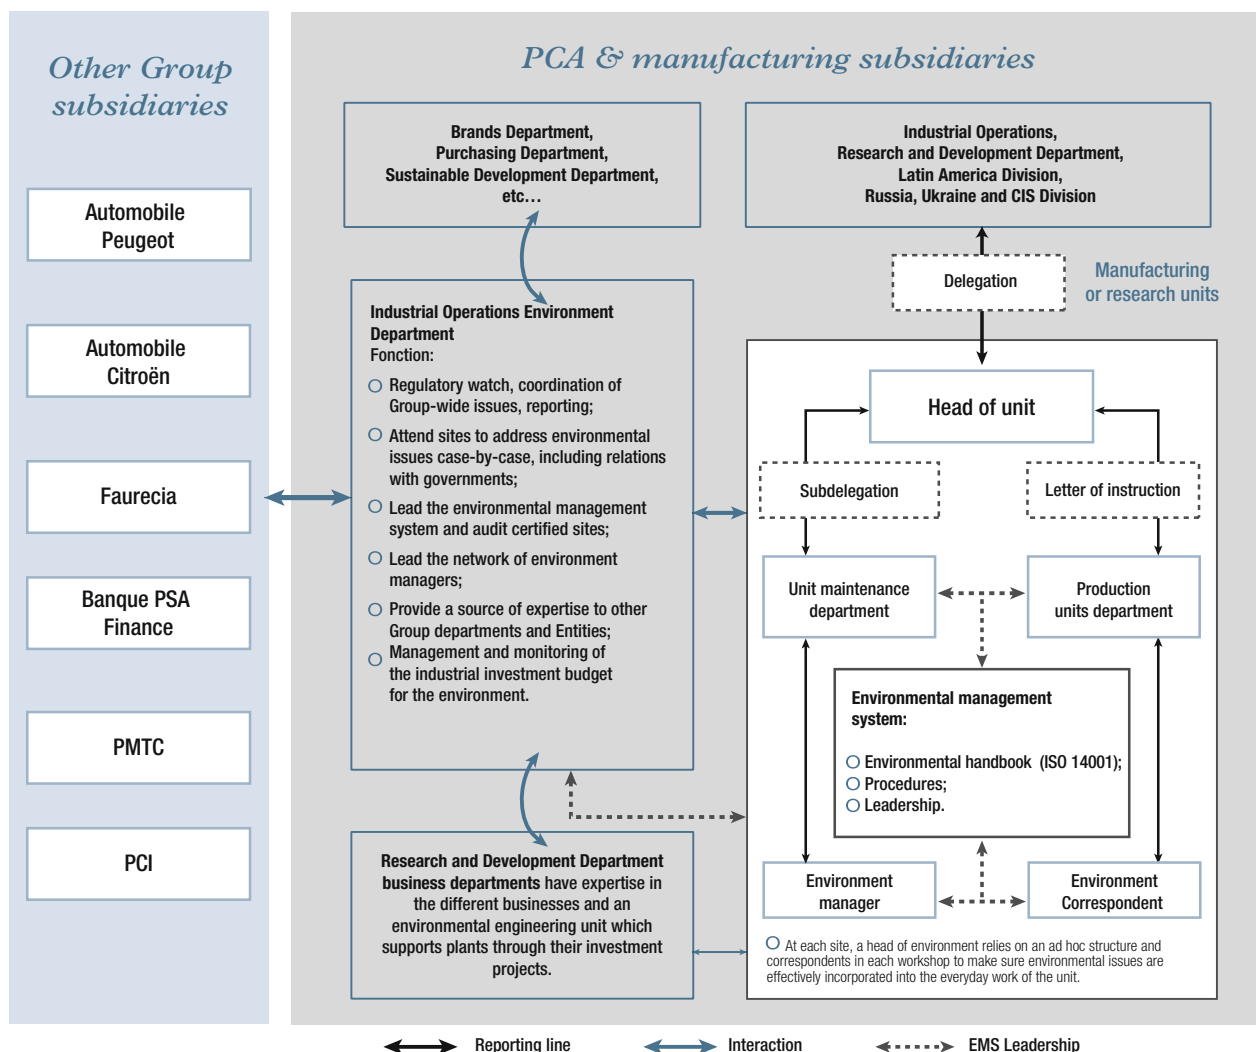 Other Group
subsidiaries
Automobile
Peugeot
Automobile
Citroën
Faurecia
Banque PSA
Finance
PMTC
PCI
PCA & manufacturing subsidiaries
Brands Department,
Purchasing Department,
Sustainable Development Department,
etc…
Industrial Operations,
Research and Development Department,
Latin America Division,
Russia, Ukraine and CIS Division
Delegation
Manufacturing
or research units
Industrial Operations Environment
Department
Fonction:
Regulatory watch, coordination of
Group-wide issues, reporting;
Attend sites to address environmental
issues case-by-case, including relations
with governments;
Lead the environmental management
system and audit certified sites;
Lead the network of environment
managers;
Provide a source of expertise to other
Group departments and Entities;
Management and monitoring of
the industrial investment budget
for the environment.
Head of unit
Subdelegation
Letter of instruction
Unit maintenance
department
Production
units department
Environmental management
system:
Environmental handbook (ISO 14001);
Procedures;
Leadership.
Environment
manager
Environment
Correspondent
At each site, a head of environment relies on an ad hoc structure and
correspondents in each workshop to make sure environmental issues are
effectively incorporated into the everyday work of the unit.
Research and Development Department
business departments have expertise in
the different businesses and an
environmental engineering unit which
supports plants through their investment
projects.
Reporting line
Interaction
EMS Leadership